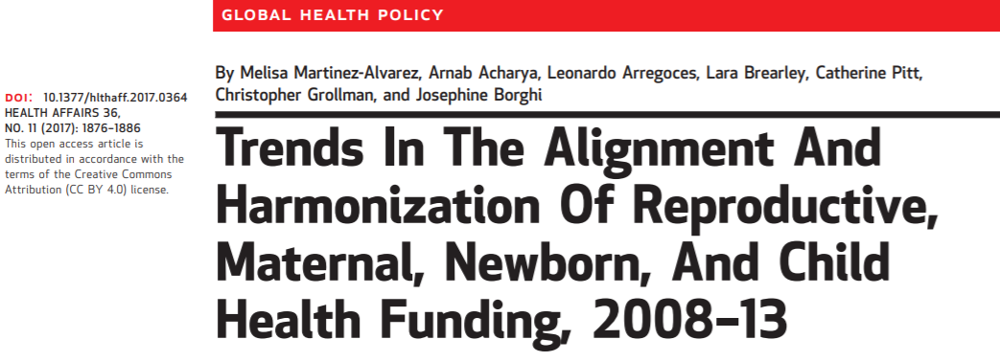 GLOBAL HEALTH POLICY
By Melisa Martinez-Alvarez, Arnab Acharya, Leonardo Arregoces, Lara Brearley, Catherine Pitt,
Christopher Grollman, and Josephine Borghi
DOI: 10.1377/hlthaff.2017.0364
HEALTH AFFAIRS 36,
NO. 11 (2017): 1876–1886
This open access article is
distributed in accordance with the
terms of the Creative Commons
Attribution (CC BY 4.0) license.
Trends In The Alignment And
Harmonization Of Reproductive,
Maternal, Newborn, And Child
Health Funding, 2008–13